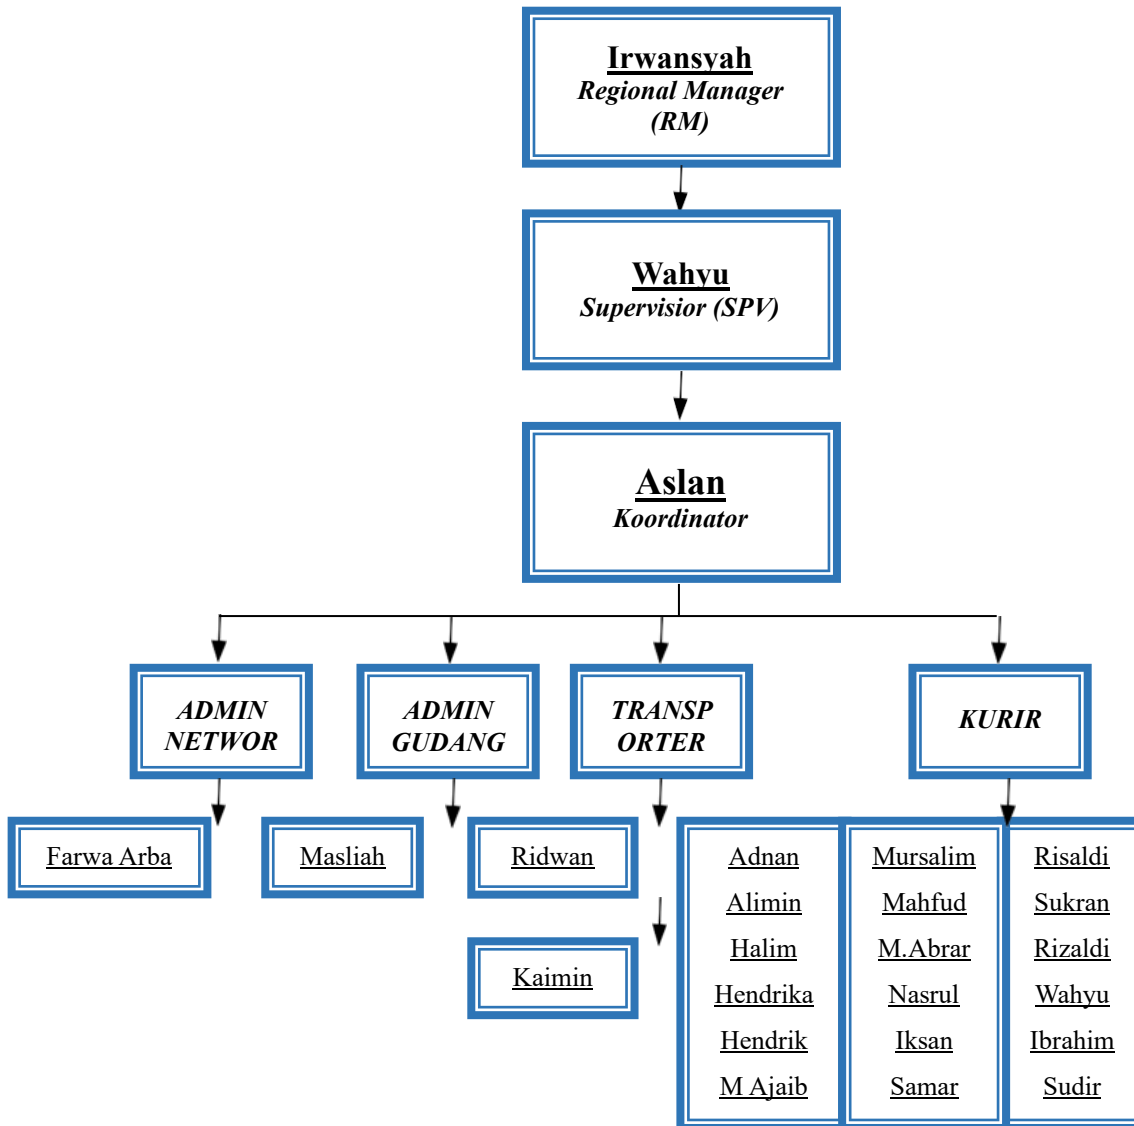 Irwansyah
Regional Manager
(RM)
Wahyu
Supervisior (SPV)
Aslan
Koordinator
ADMIN
NETWOR
ADMIN
GUDANG
TRANSP
ORTER
KURIR
Farwa Arba
Masliah
Ridwan
Kaimin
Adnan
Alimin
Halim
Hendrika
Hendrik
M Ajaib
Mursalim
Mahfud
M.Abrar
Nasrul
Iksan
Samar
Risaldi
Sukran
Rizaldi
Wahyu
Ibrahim
Sudir